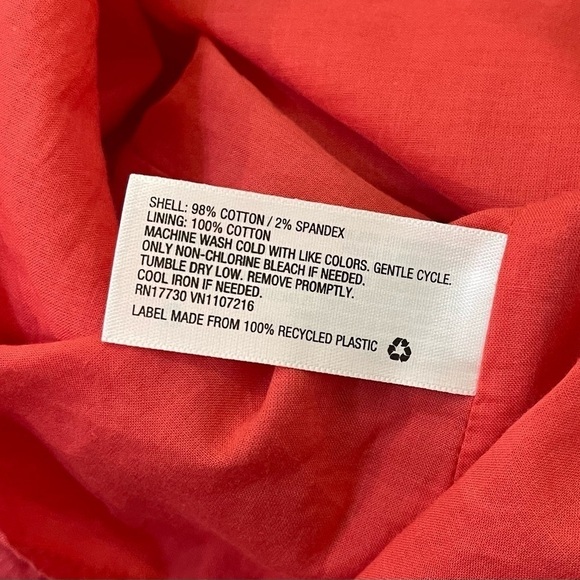 SHELL: 98% COTTON / 2% SPANDEX
LINING: 100% COTTON
MACHINE WASH COLD WITH LIKE COLORS. GENTLE CYCLE.
ONLY NON-CHLORINE BLEACH IF NEEDED.
TUMBLE DRY LOW. REMOVE PROMPTLY.
COOL IRON IF NEEDED.
RN17730 VN1107216
LABEL MADE FROM 100% RECYCLED PLASTIC